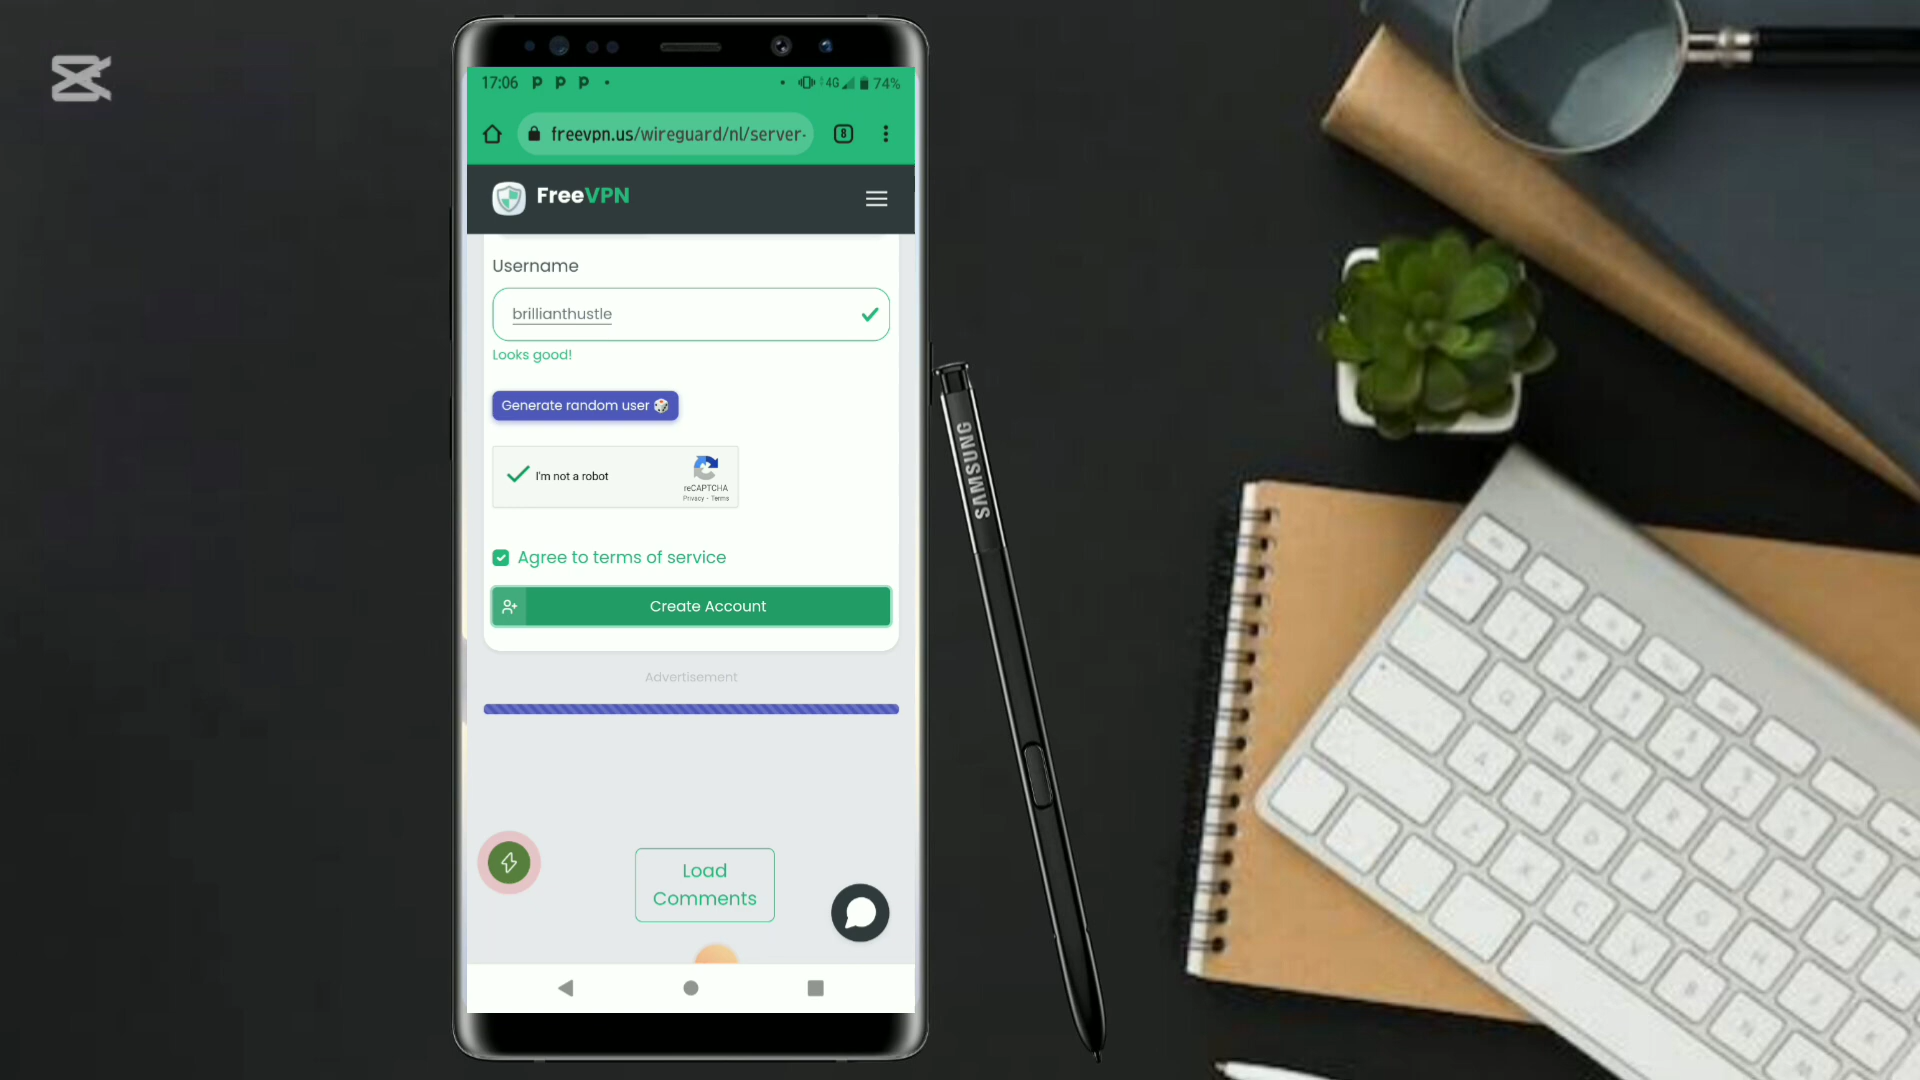 17:06 P P P • • 4G 74%
freevpn.us/wireguard/nl/server-
8
FreeVPN
Username
brillianthustle
Looks good!
Generate random user
I'm not a robot
reCAPTCHA
Privacy - Terms
Agree to terms of service
Create Account
Advertisement
Load
Comments
SAMSUNG